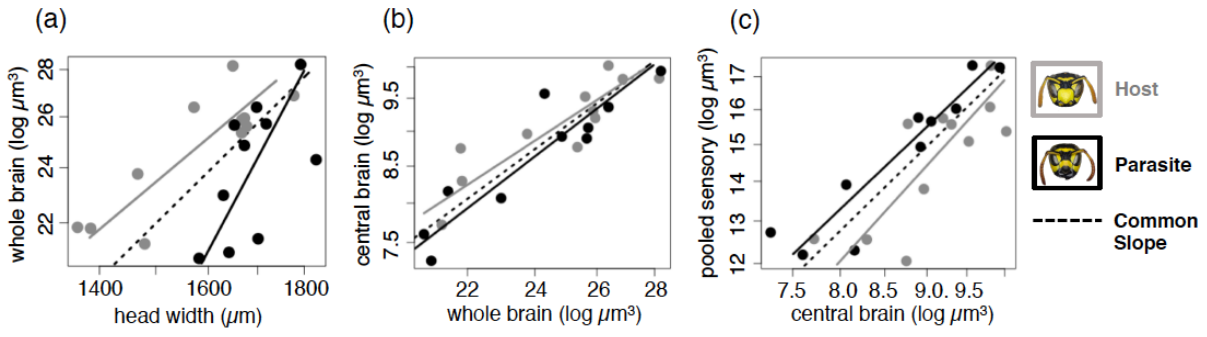 (a)
whole brain (log µm³)
28
26
24
22
1400
1600
1800
head width (µm)
(b)
central brain (log µm³)
9.5
8.5
7.5
22
24
26
28
whole brain (log µm³)
(c)
pooled sensory (log µm³)
17
16
15
14
13
12
7.5 8.0 8.5 9.0. 9.5
central brain (log µm³)
Host
Parasite
Common
Slope